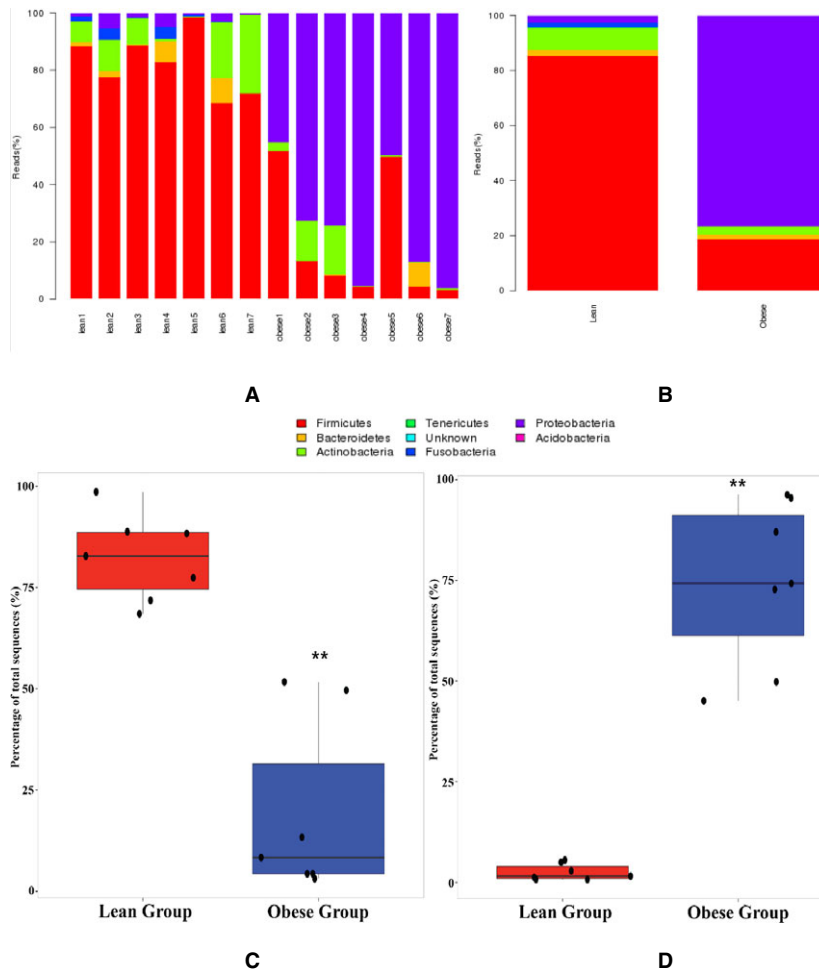 100
80
60
40
20
0
Reads(%)
lean1
lean2
lean3
lean4
lean5
lean6
lean7
obese1
obese2
obese3
obese4
obese5
obese6
obese7
A
100
80
60
40
20
0
Reads(%)
Lean
Obese
B
Firmicutes
Bacteroidetes
Actinobacteria
Tenericutes
Unknown
Fusobacteria
Proteobacteria
Acidobacteria
100
75
50
25
0
Percentage of total sequences (%)
**
Lean Group
Obese Group
C
100
75
50
25
0
Percentage of total sequences (%)
**
Lean Group
Obese Group
D